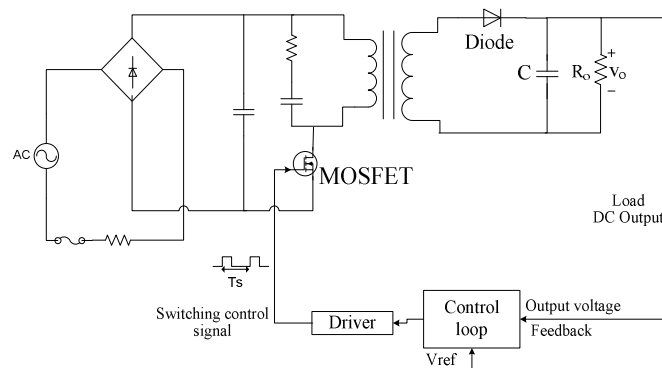 Diode
C
Ro
+
vo
−
AC
MOSFET
Load
DC Output
Ts
Switching control
signal
Driver
Control
loop
Output voltage
Feedback
Vref